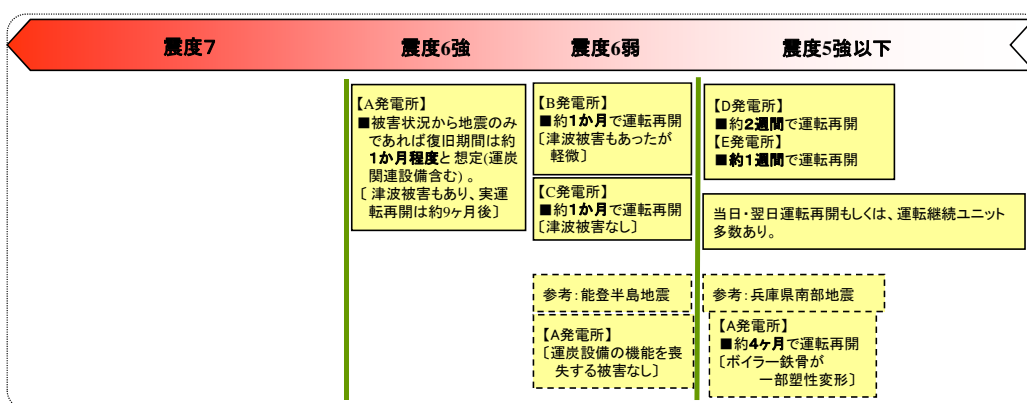 震度7
震度6強
震度6弱
震度5強以下
【A発電所】
■被害状況から地震のみ
であれば復旧期間は約
1か月程度と想定(運炭
関連設備含む)。
〔津波被害もあり、実運
転再開は約9ヶ月後〕
【B発電所】
■約1か月で運転再開
〔津波被害もあったが
軽微〕
【C発電所】
■約1か月で運転再開
〔津波被害なし〕
【D発電所】
■約2週間で運転再開
【E発電所】
■約1週間で運転再開
当日・翌日運転再開もしくは、運転継続ユニット
多数あり。
参考:能登半島地震
【A発電所】
〔運炭設備の機能を喪
失する被害なし〕
参考:兵庫県南部地震
【A発電所】
■約4ヶ月で運転再開
〔ボイラー鉄骨が
一部塑性変形〕